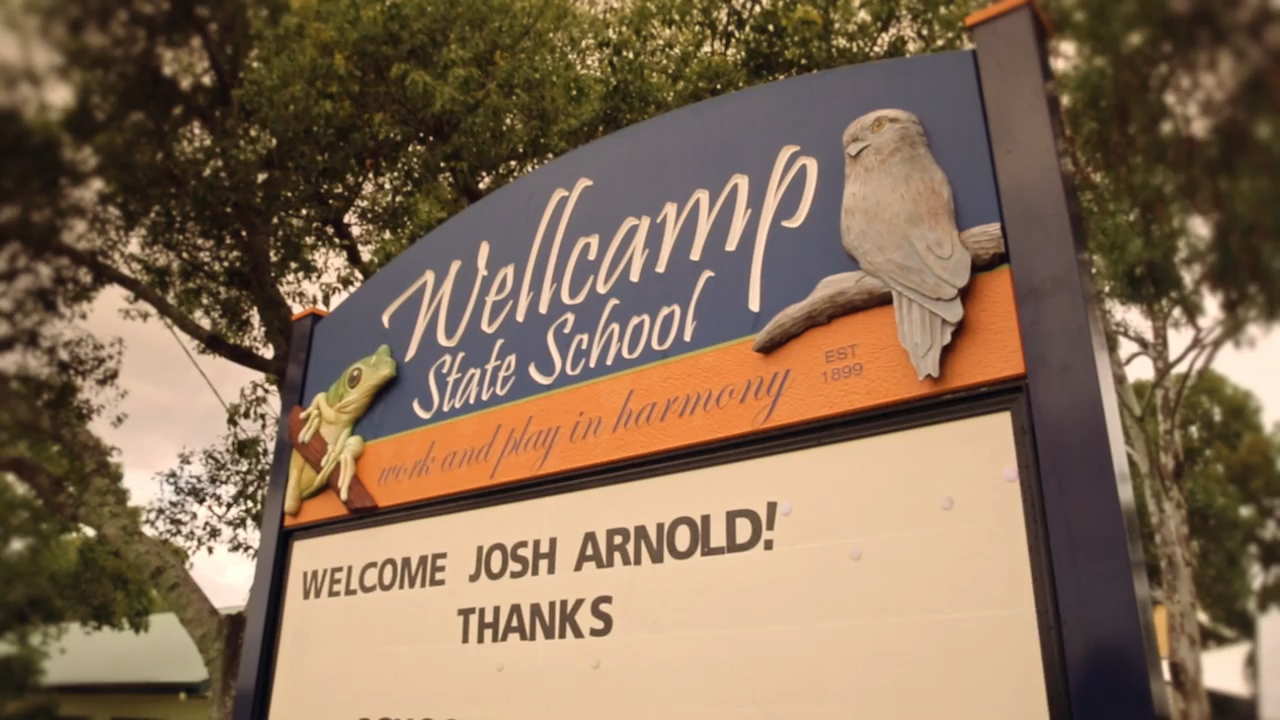 Wellcamp
State School
work and play in harmony
EST
1899
WELCOME JOSH ARNOLD!
THANKS